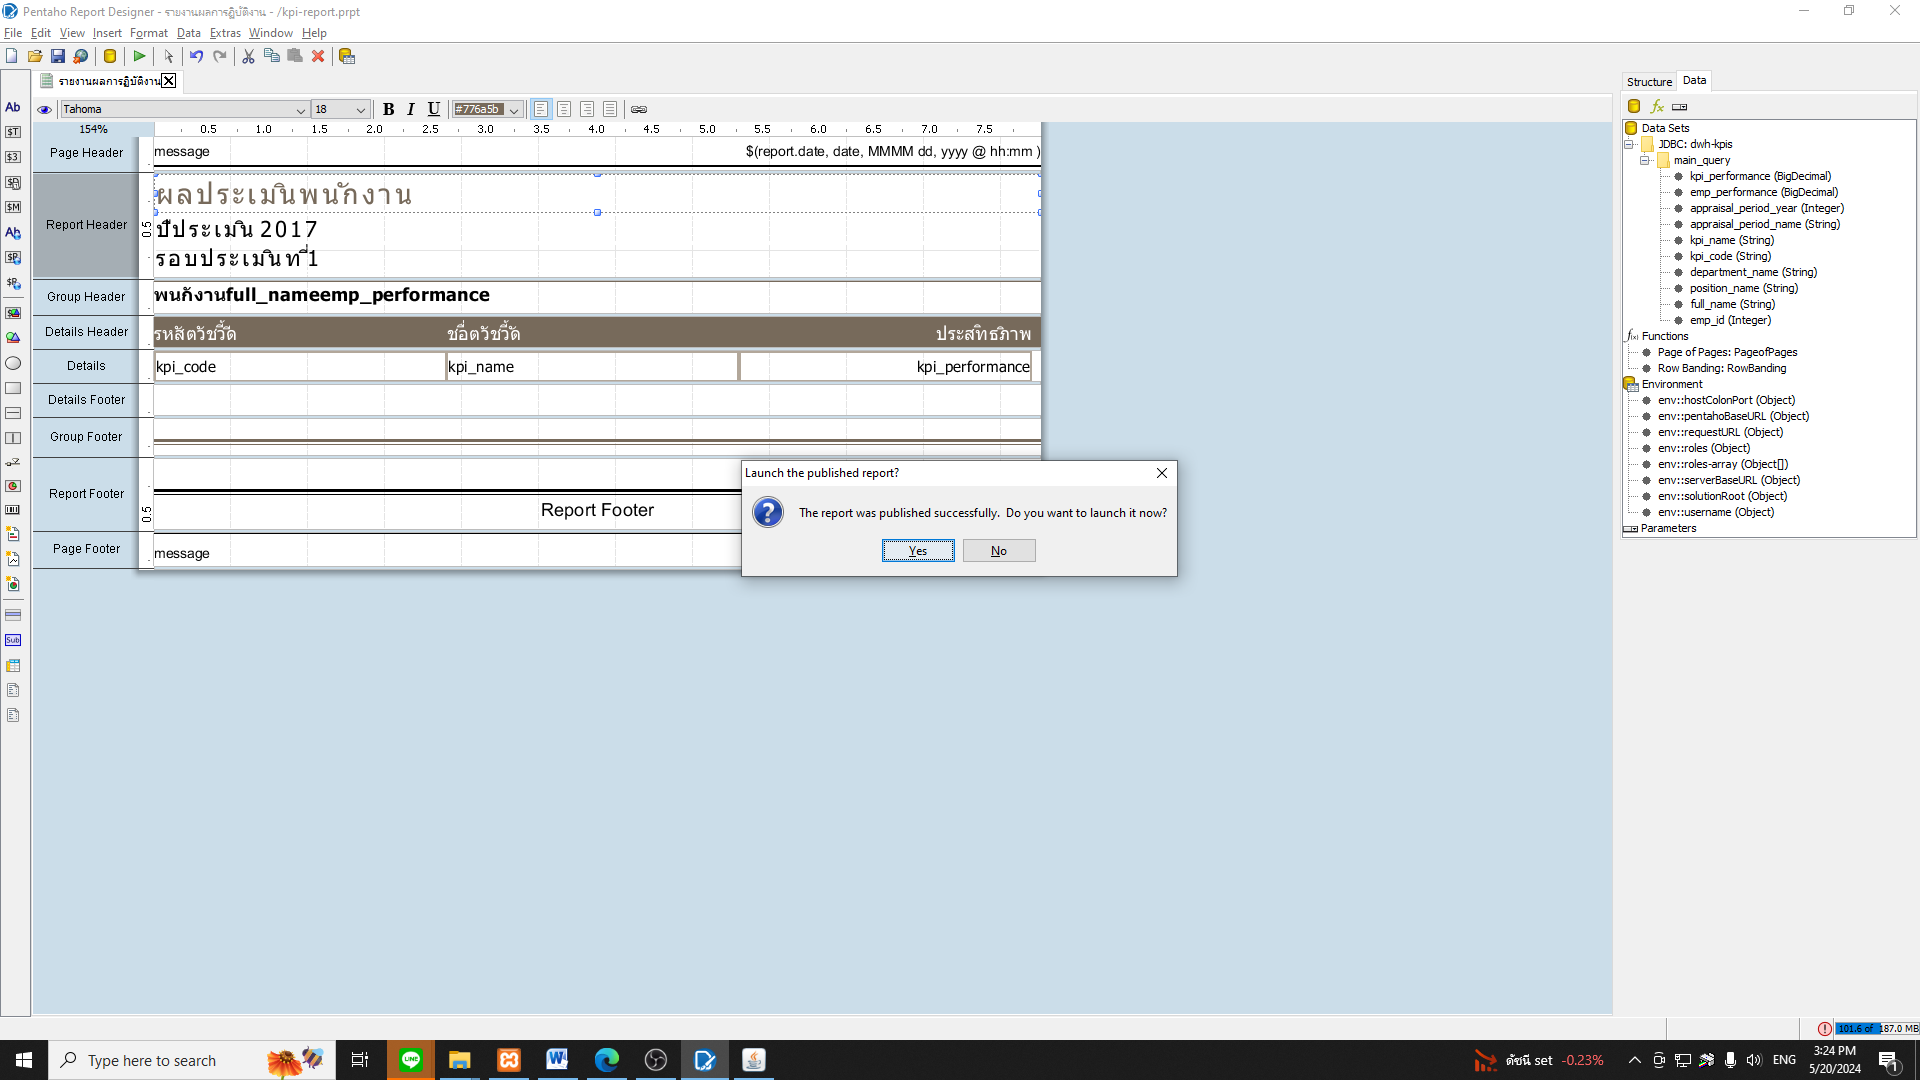 Pentaho Report Designer - รายงานผลการฏิบัติงาน - /kpi-report.prpt
File Edit View Insert Format Data Extras Window Help
รายงานผลการฏิบัติงาน
Structure Data
Tahoma 18 B I U #776a5b
154% 0.5 1.0 1.5 2.0 2.5 3.0 3.5 4.0 4.5 5.0 5.5 6.0 6.5 7.0 7.5
Page Header message $(report.date, date, MMMM dd, yyyy @ hh:mm )
Report Header 0.5
ผลประเมินพนักงาน
ปีประเมิน 2017
รอบประเมินที่ 1
Group Header พนักงานfull_nameemp_performance
Details Header รหัสตัวชี้วัด ชื่อตัวชี้วัด ประสิทธิภาพ
Details kpi_code kpi_name kpi_performance
Details Footer
Group Footer
Report Footer 0.5 Report Footer
Page Footer message
Launch the published report?
The report was published successfully. Do you want to launch it now?
Yes No
Data Sets
JDBC: dwh-kpis
main_query
kpi_performance (BigDecimal)
emp_performance (BigDecimal)
appraisal_period_year (Integer)
appraisal_period_name (String)
kpi_name (String)
kpi_code (String)
department_name (String)
position_name (String)
full_name (String)
emp_id (Integer)
Functions
Page of Pages: PageofPages
Row Banding: RowBanding
Environment
env::hostColonPort (Object)
env::pentahoBaseURL (Object)
env::requestURL (Object)
env::roles (Object)
env::roles-array (Object[])
env::serverBaseURL (Object)
env::solutionRoot (Object)
env::username (Object)
Parameters
Ab
$T
$3
$M
Ab
Sub
101.6 of 187.0 MB
Type here to search
LINE
ดัชนี set -0.23%
ENG
3:24 PM
5/20/2024
1